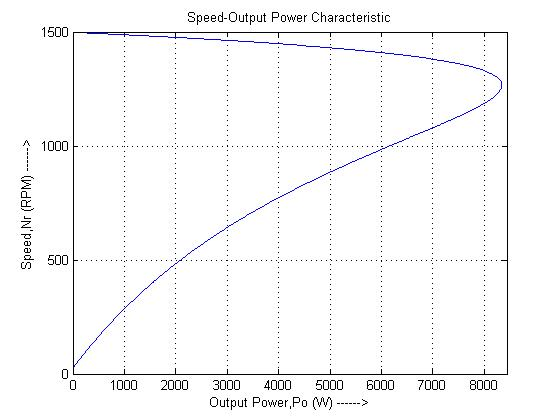 Speed-Output Power Characteristic
1500
1000
500
0
Speed,Nr (RPM) ------>
0 1000 2000 3000 4000 5000 6000 7000 8000
Output Power,Po (W) ------>